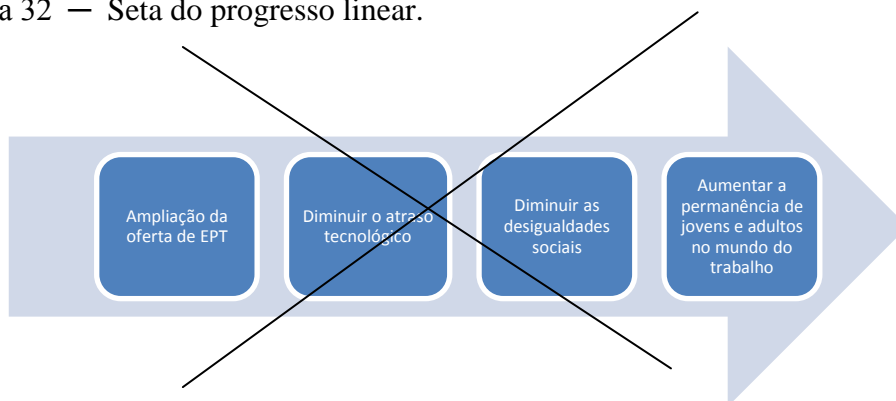 a 32 — Seta do progresso linear.
Ampliação da
oferta de EPT
Diminuir o atraso
tecnológico
Diminuir as
desigualdades
sociais
Aumentar a
permanência de
jovens e adultos
no mundo do
trabalho